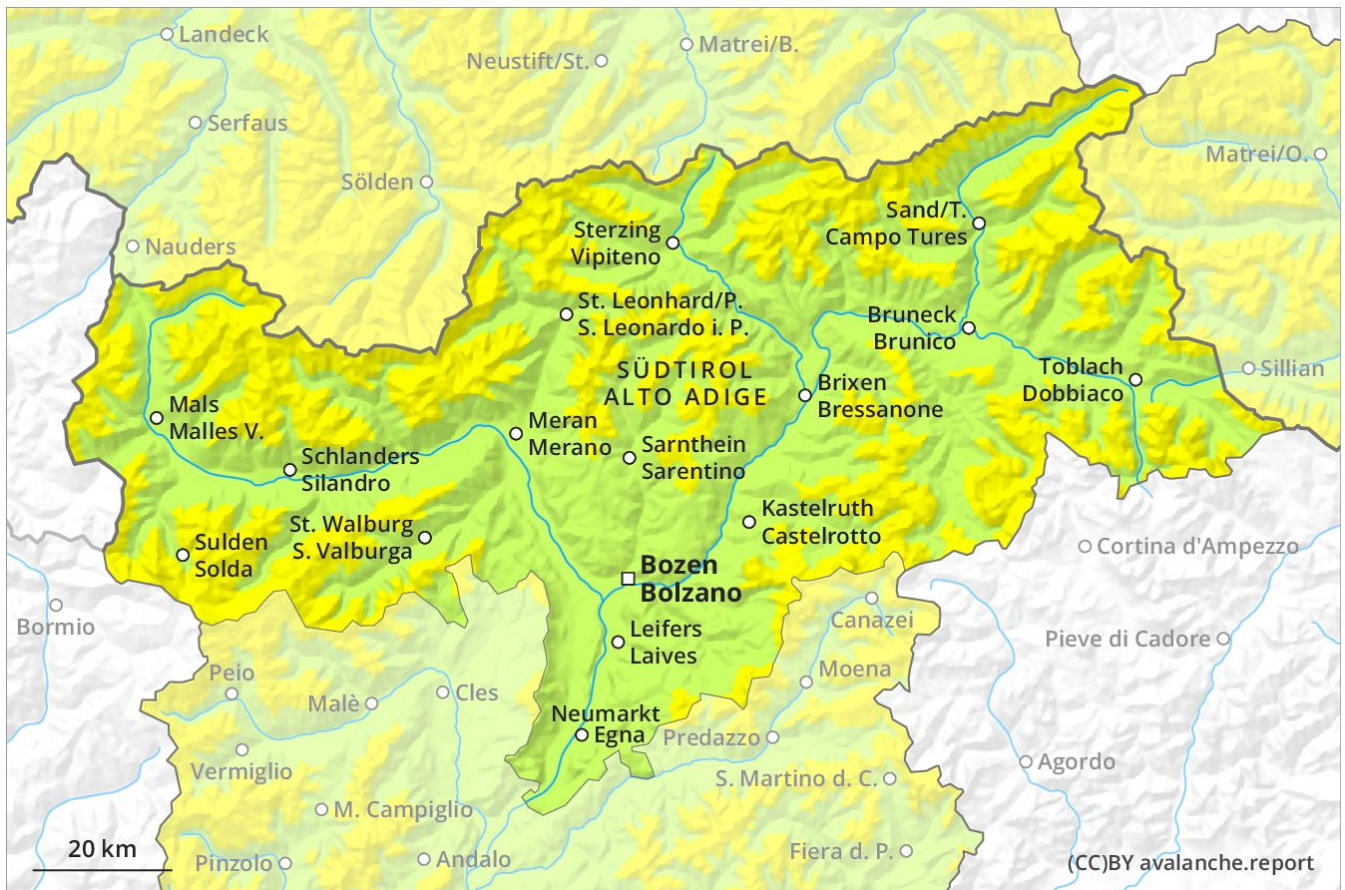 Landeck
Matrei/B.
Neustift/St.
Serfaus
Matrei/O.
Sölden
Sand/T.
Campo Tures
Sterzing
Vipiteno
Nauders
St. Leonhard/P.
S. Leonardo i. P.
Bruneck
Brunico
SÜDTIROL
ALTO ADIGE
Toblach
Dobbiaco
Sillian
Brixen
Bressanone
Mals
Malles V.
Meran
Merano
Sarnthein
Sarentino
Schlanders
Silandro
Kastelruth
Castelrotto
St. Walburg
S. Valburga
Sulden
Solda
Cortina d'Ampezzo
Bozen
Bolzano
Bormio
Canazei
Leifers
Laives
Pieve di Cadore
Peio
Moena
Malè
Cles
Neumarkt
Egna
Predazzo
Vermiglio
Agordo
S. Martino d. C.
M. Campiglio
20 km
Pinzolo
Andalo
Fiera d. P.
(CC)BY avalanche.report